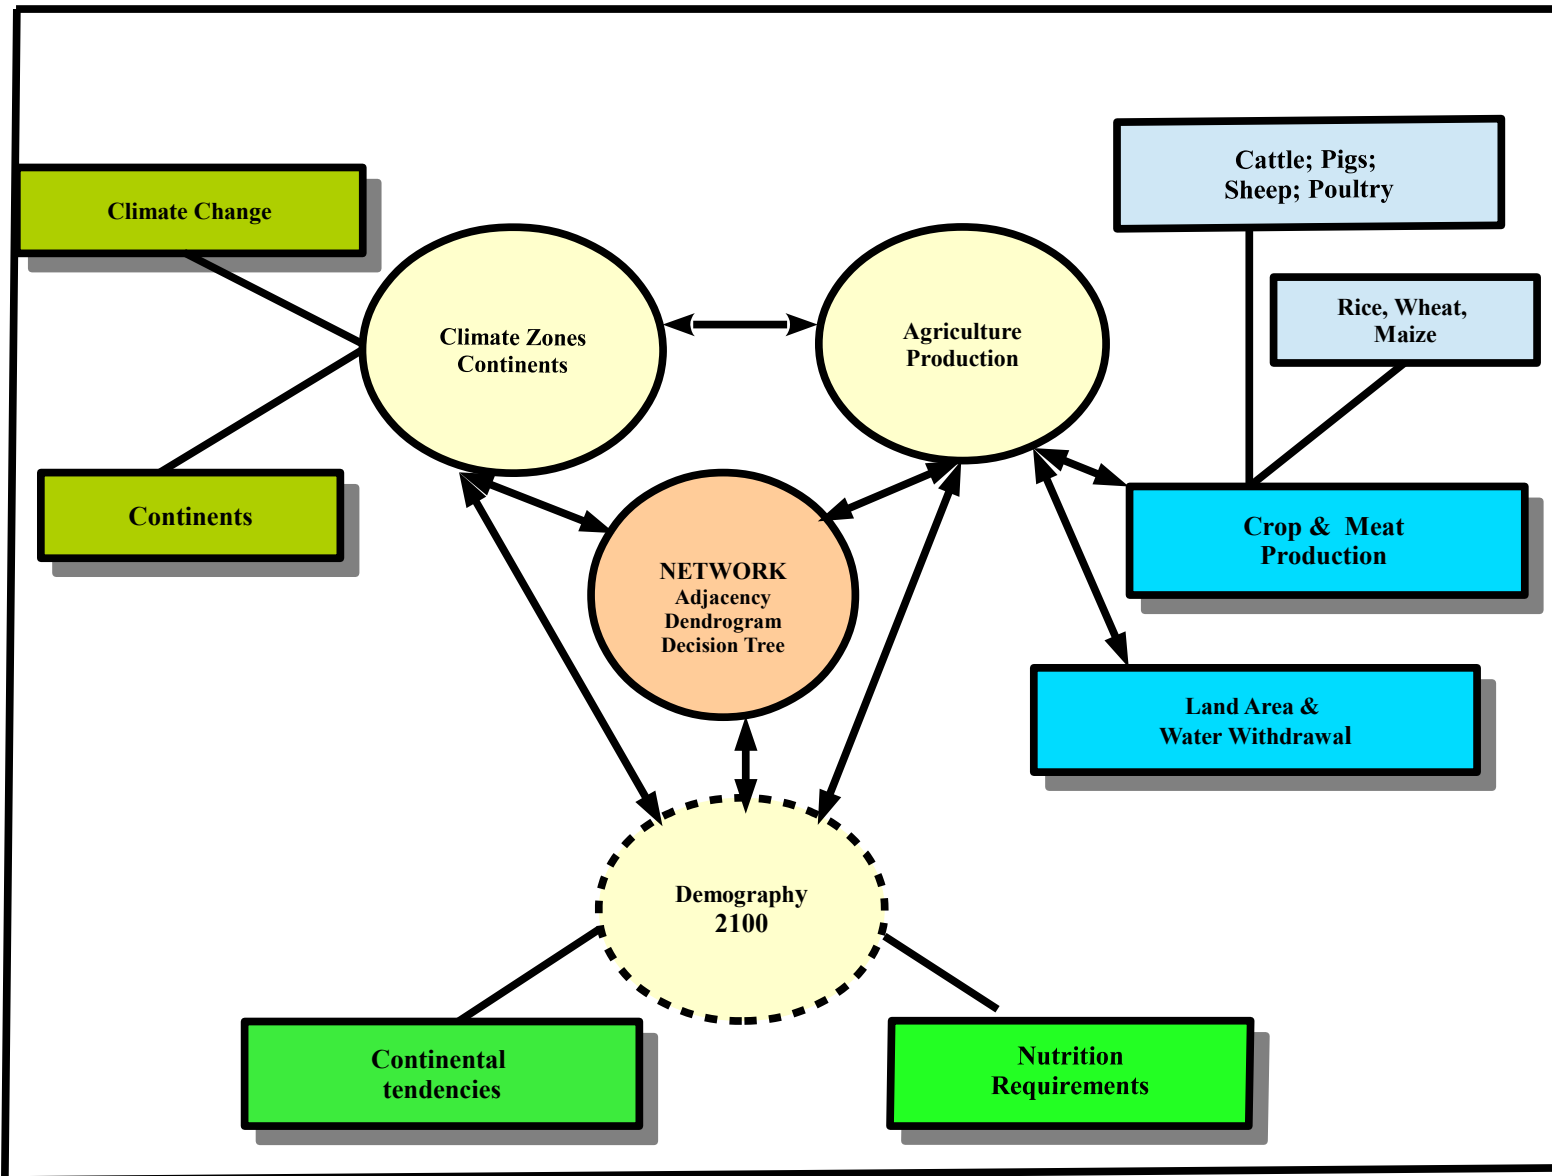 Cattle; Pigs;
Sheep; Poultry
Climate Change
Rice, Wheat,
Maize
Climate Zones
Continents
Agriculture
Production
Continents
Crop & Meat
Production
NETWORK
Adjacency
Dendrogram
Decision Tree
Land Area &
Water Withdrawal
Demography
2100
Continental
tendencies
Nutrition
Requirements